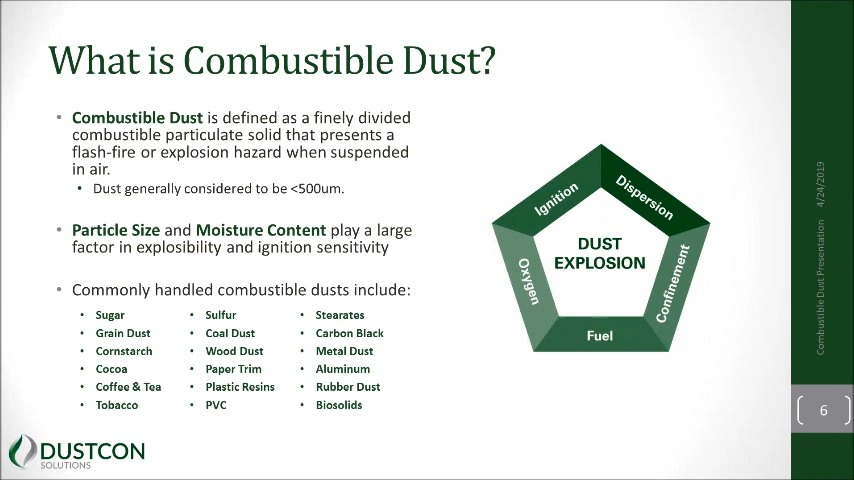 What is Combustible Dust?
• Combustible Dust is defined as a finely divided
combustible particulate solid that presents a
flash-fire or explosion hazard when suspended
in air.
• Dust generally considered to be <500um.
• Particle Size and Moisture Content play a large
factor in explosibility and ignition sensitivity
• Commonly handled combustible dusts include:
• Sugar
• Grain Dust
• Cornstarch
• Cocoa
• Coffee & Tea
• Tobacco
• Sulfur
• Coal Dust
• Wood Dust
• Paper Trim
• Plastic Resins
• PVC
• Stearates
• Carbon Black
• Metal Dust
• Aluminum
• Rubber Dust
• Biosolids
Ignition
Dispersion
DUST
EXPLOSION
Oxygen
Confinement
Fuel
Combustible Dust Presentation 4/24/2019
6
DUSTCON
SOLUTIONS